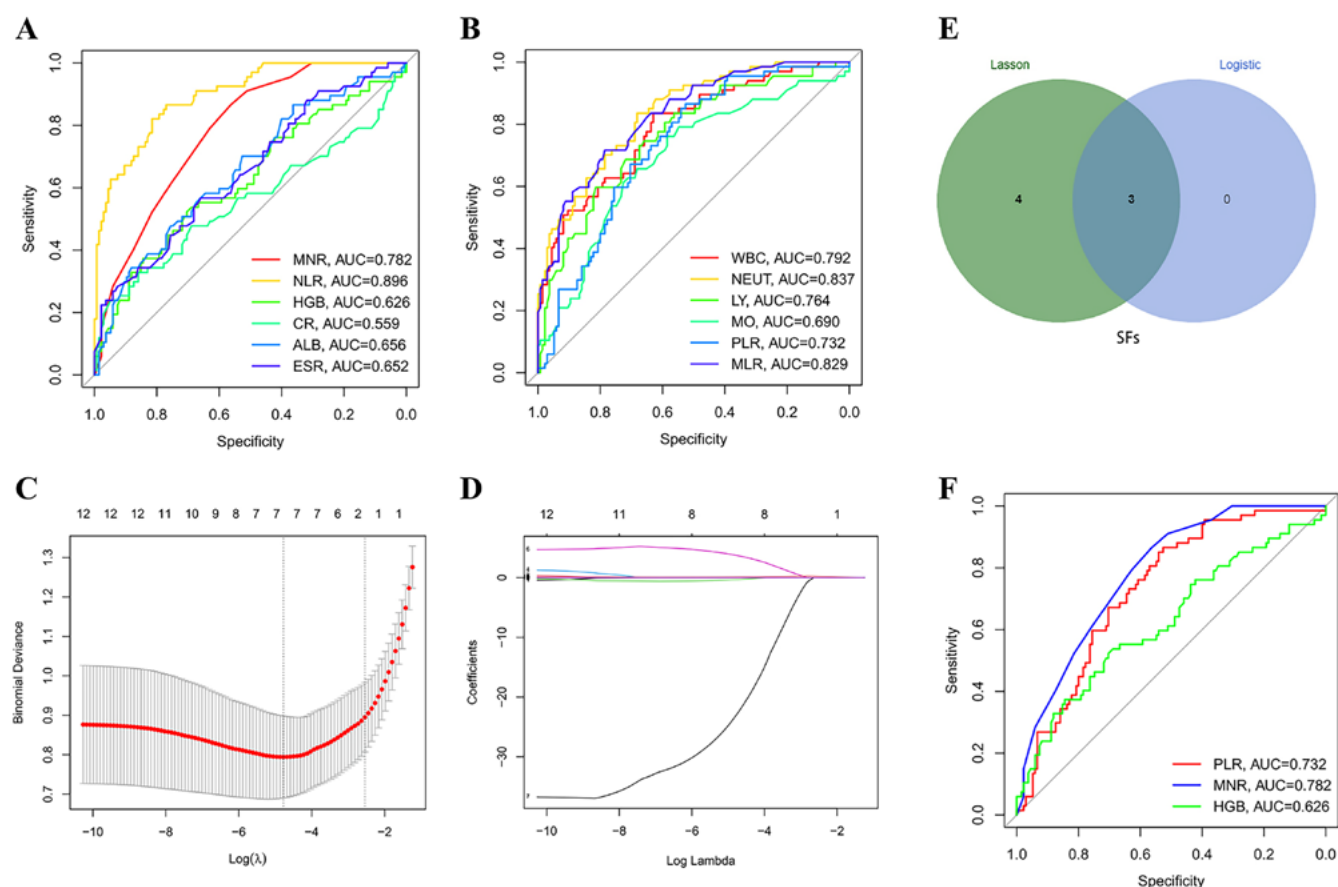 A
Sensitivity
1.0
0.8
0.6
0.4
0.2
0.0
MNR, AUC=0.782
NLR, AUC=0.896
HGB, AUC=0.626
CR, AUC=0.559
ALB, AUC=0.656
ESR, AUC=0.652
1.0 0.8 0.6 0.4 0.2 0.0
Specificity
B
Sensitivity
1.0
0.8
0.6
0.4
0.2
0.0
WBC, AUC=0.792
NEUT, AUC=0.837
LY, AUC=0.764
MO, AUC=0.690
PLR, AUC=0.732
MLR, AUC=0.829
1.0 0.8 0.6 0.4 0.2 0.0
Specificity
E
Lasson
Logistic
4 3 0
SFs
C
12 12 12 11 10 9 8 7 7 7 6 2 1 1
Binomial Deviance
1.3
1.2
1.1
1.0
0.9
0.8
0.7
−10 −8 −6 −4 −2
Log(λ)
D
12 11 8 8 1
Coefficients
0
−10
−20
−30
6
7
−10 −8 −6 −4 −2
Log Lambda
F
Sensitivity
1.0
0.8
0.6
0.4
0.2
0.0
PLR, AUC=0.732
MNR, AUC=0.782
HGB, AUC=0.626
1.0 0.8 0.6 0.4 0.2 0.0
Specificity